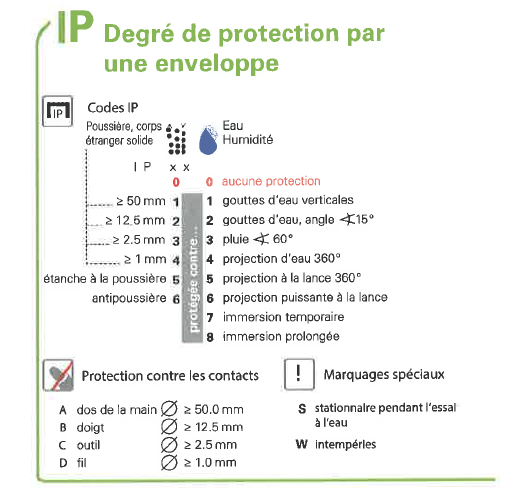 IP Degré de protection par
une enveloppe
IP
Codes IP
Poussière, corps
étranger solide
Eau
Humidité
I P x x
0 0 aucune protection
≥ 50 mm 1 1 gouttes d'eau verticales
≥ 12,5 mm 2 2 gouttes d'eau, angle ∢15°
≥ 2.5 mm 3 3 pluie ∢ 60°
≥ 1 mm 4 4 projection d'eau 360°
étanche à la poussière 5 5 projection à la lance 360°
antipoussière 6 6 projection puissante à la lance
7 immersion temporaire
8 immersion prolongée
protégée contre...
Protection contre les contacts
A dos de la main ∅ ≥ 50.0 mm
B doigt ∅ ≥ 12.5 mm
C outil ∅ ≥ 2.5 mm
D fil ∅ ≥ 1.0 mm
! Marquages spéciaux
S stationnaire pendant l'essai
à l'eau
W intempéries